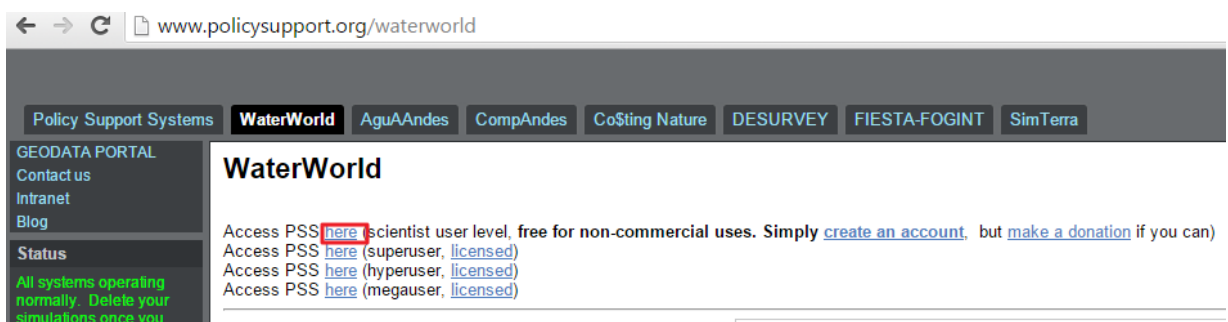 www.policysupport.org/waterworld
Policy Support Systems WaterWorld AguAAndes CompAndes Co$ting Nature DESURVEY FIESTA-FOGINT SimTerra
GEODATA PORTAL
Contact us
Intranet
Blog
Status
All systems operating
normally. Delete your
simulations once you
WaterWorld
Access PSS here (scientist user level, free for non-commercial uses. Simply create an account, but make a donation if you can)
Access PSS here (superuser, licensed)
Access PSS here (hyperuser, licensed)
Access PSS here (megauser, licensed)